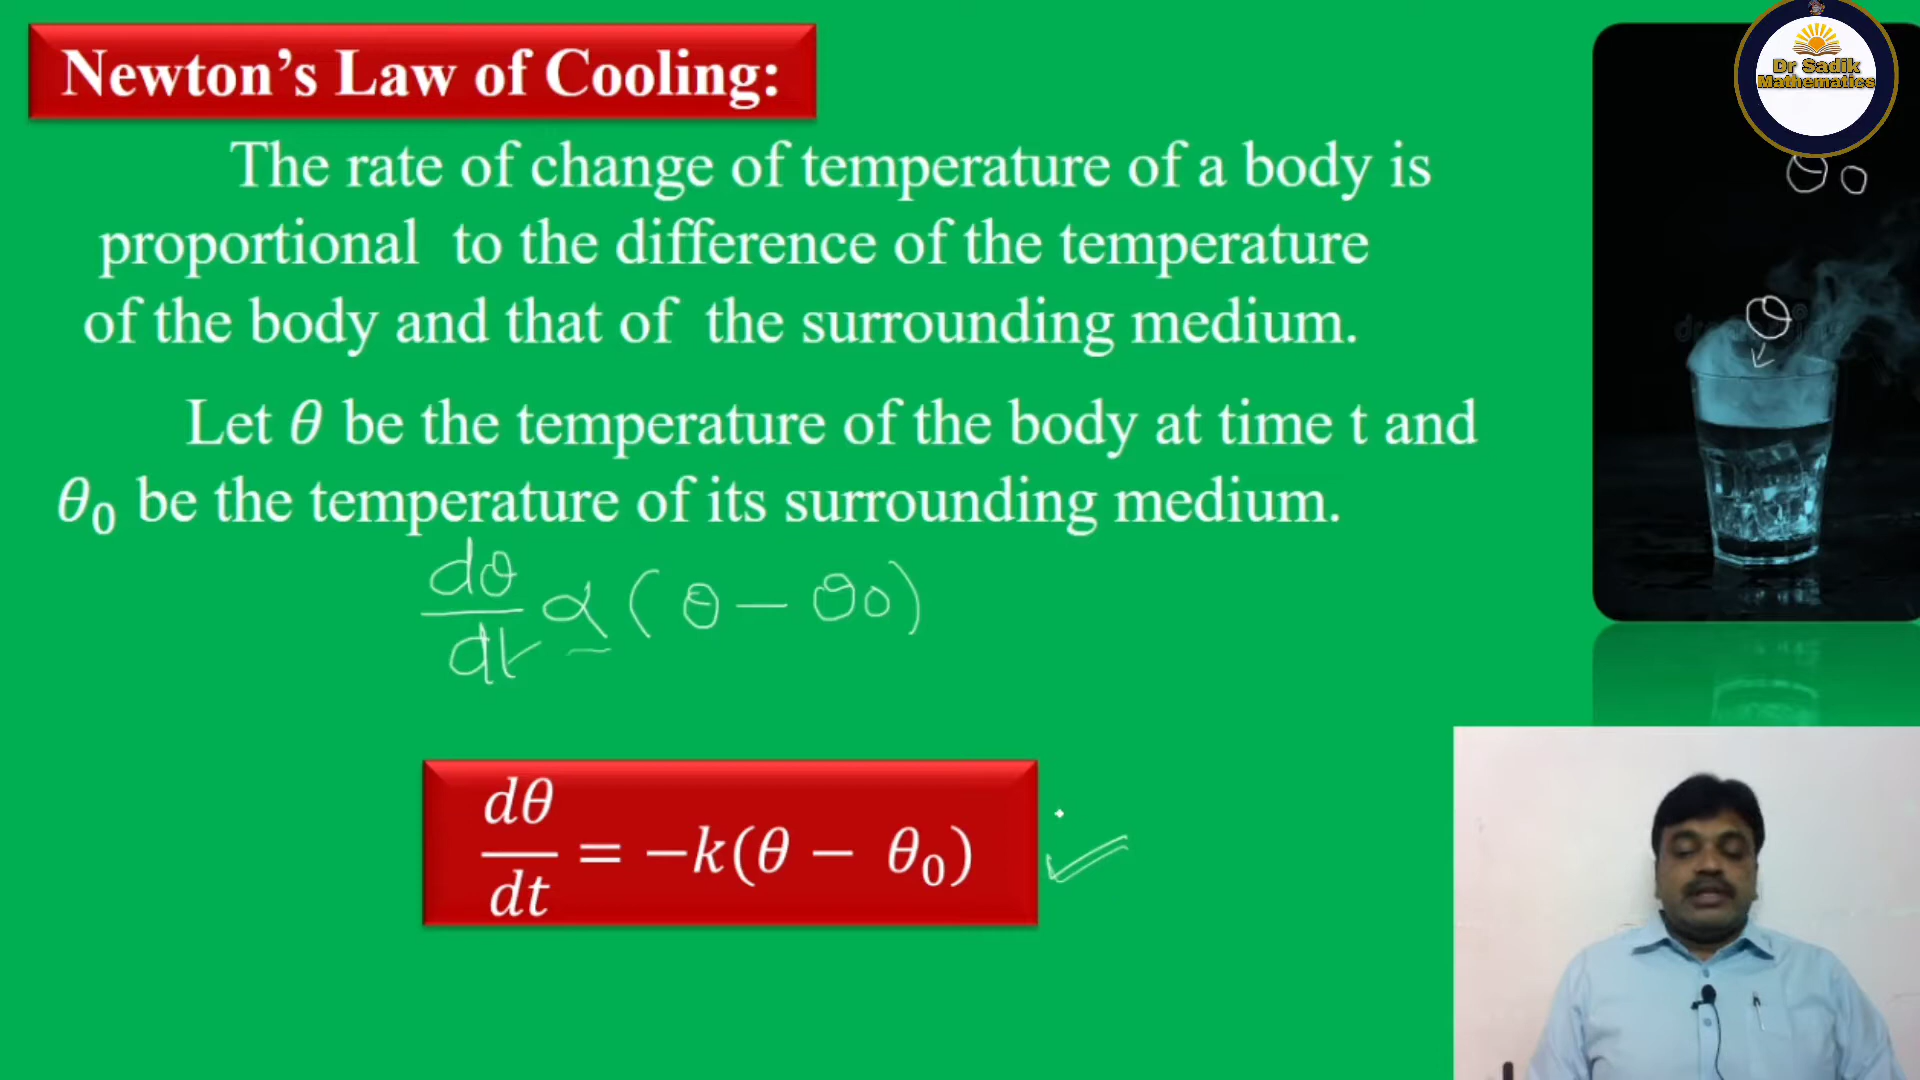 Newton's Law of Cooling:
The rate of change of temperature of a body is
proportional to the difference of the temperature
of the body and that of the surrounding medium.
Let θ be the temperature of the body at time t and
θ₀ be the temperature of its surrounding medium.
dθ/dt ∝ (θ − θ₀)
dθ/dt = −k(θ − θ₀)
Dr Sadik
Mathematics
θ₀
θ